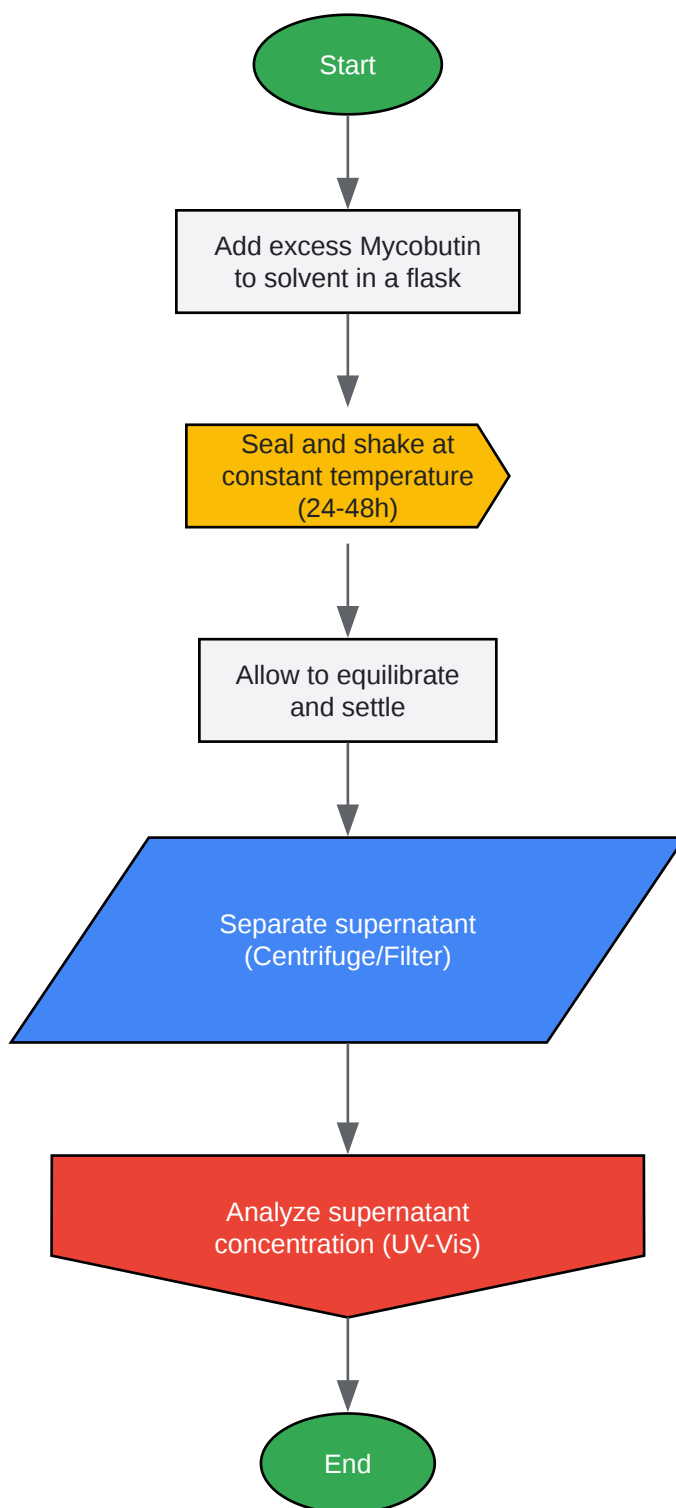 Start
Add excess Mycobutin
to solvent in a flask
Seal and shake at
constant temperature
(24-48h)
Allow to equilibrate
and settle
Separate supernatant
(Centrifuge/Filter)
Analyze supernatant
concentration (UV-Vis)
End